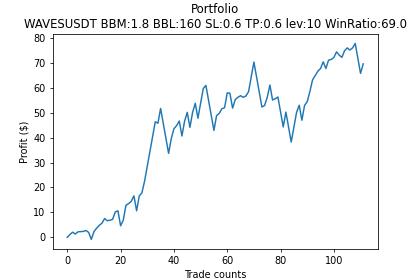 Portfolio
WAVESUSDT BBM:1.8 BBL:160 SL:0.6 TP:0.6 lev:10 WinRatio:69.0
80
70
60
50
40
30
20
10
0
Profit ($)
0 20 40 60 80 100
Trade counts